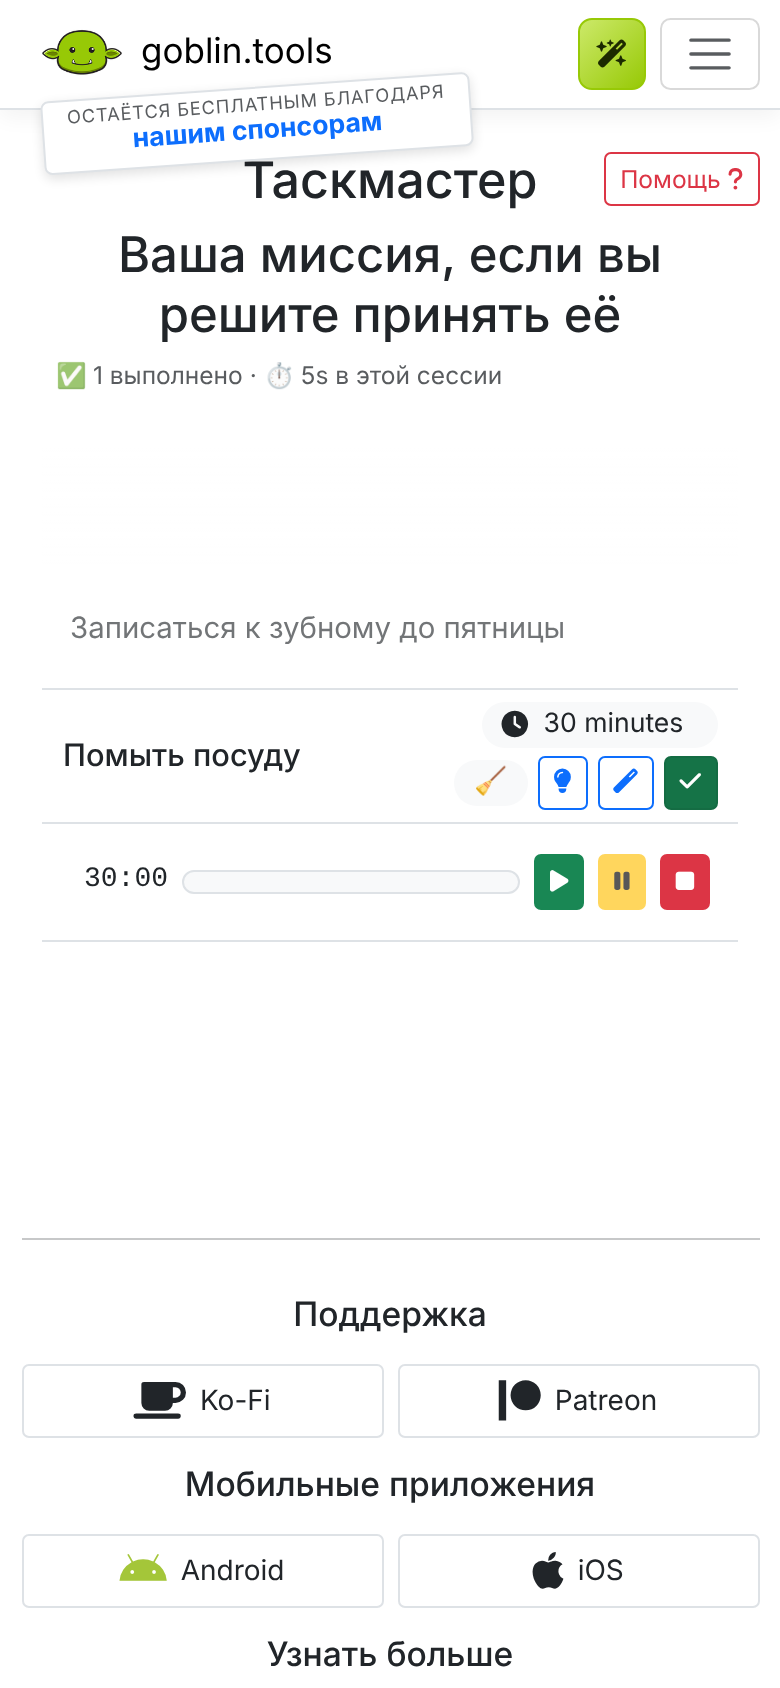 goblin.tools
ОСТАЁТСЯ БЕСПЛАТНЫМ БЛАГОДАРЯ
нашим спонсорам
Таскмастер
Помощь ?
Ваша миссия, если вы
решите принять её
✅ 1 выполнено · ⏱️ 5s в этой сессии
Записаться к зубному до пятницы
30 minutes
Помыть посуду
30:00
Поддержка
Ko-Fi
Patreon
Мобильные приложения
Android
iOS
Узнать больше